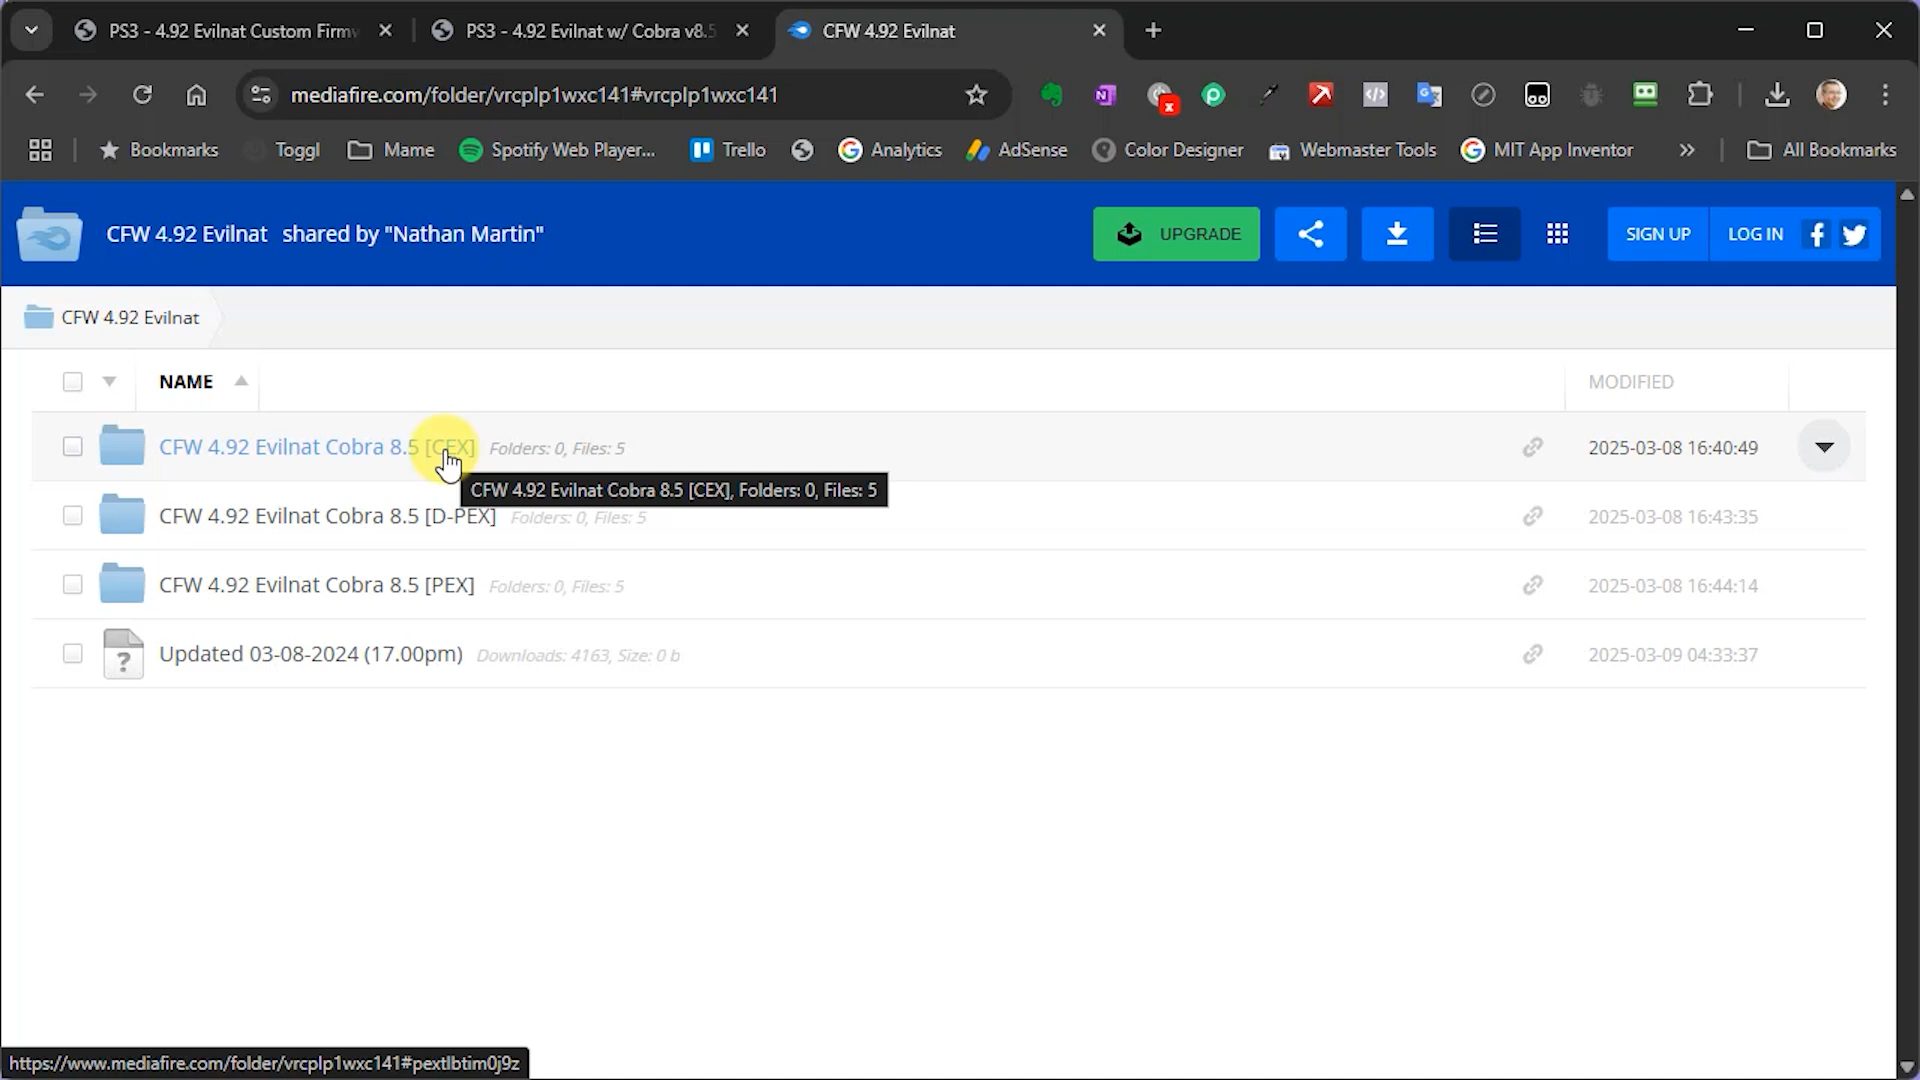 PS3 - 4.92 Evilnat Custom Firmw
PS3 - 4.92 Evilnat w/ Cobra v8.5
CFW 4.92 Evilnat
mediafire.com/folder/vrcplp1wxc141#vrcplp1wxc141
Bookmarks
Toggl
Mame
Spotify Web Player...
Trello
Analytics
AdSense
Color Designer
Webmaster Tools
MIT App Inventor
All Bookmarks
CFW 4.92 Evilnat shared by "Nathan Martin"
UPGRADE
SIGN UP
LOG IN
CFW 4.92 Evilnat
NAME
MODIFIED
CFW 4.92 Evilnat Cobra 8.5 [CEX] Folders: 0, Files: 5
2025-03-08 16:40:49
CFW 4.92 Evilnat Cobra 8.5 [CEX], Folders: 0, Files: 5
CFW 4.92 Evilnat Cobra 8.5 [D-PEX] Folders: 0, Files: 5
2025-03-08 16:43:35
CFW 4.92 Evilnat Cobra 8.5 [PEX] Folders: 0, Files: 5
2025-03-08 16:44:14
Updated 03-08-2024 (17.00pm) Downloads: 4163, Size: 0 b
2025-03-09 04:33:37
https://www.mediafire.com/folder/vrcplp1wxc141#pextlbtim0j9z